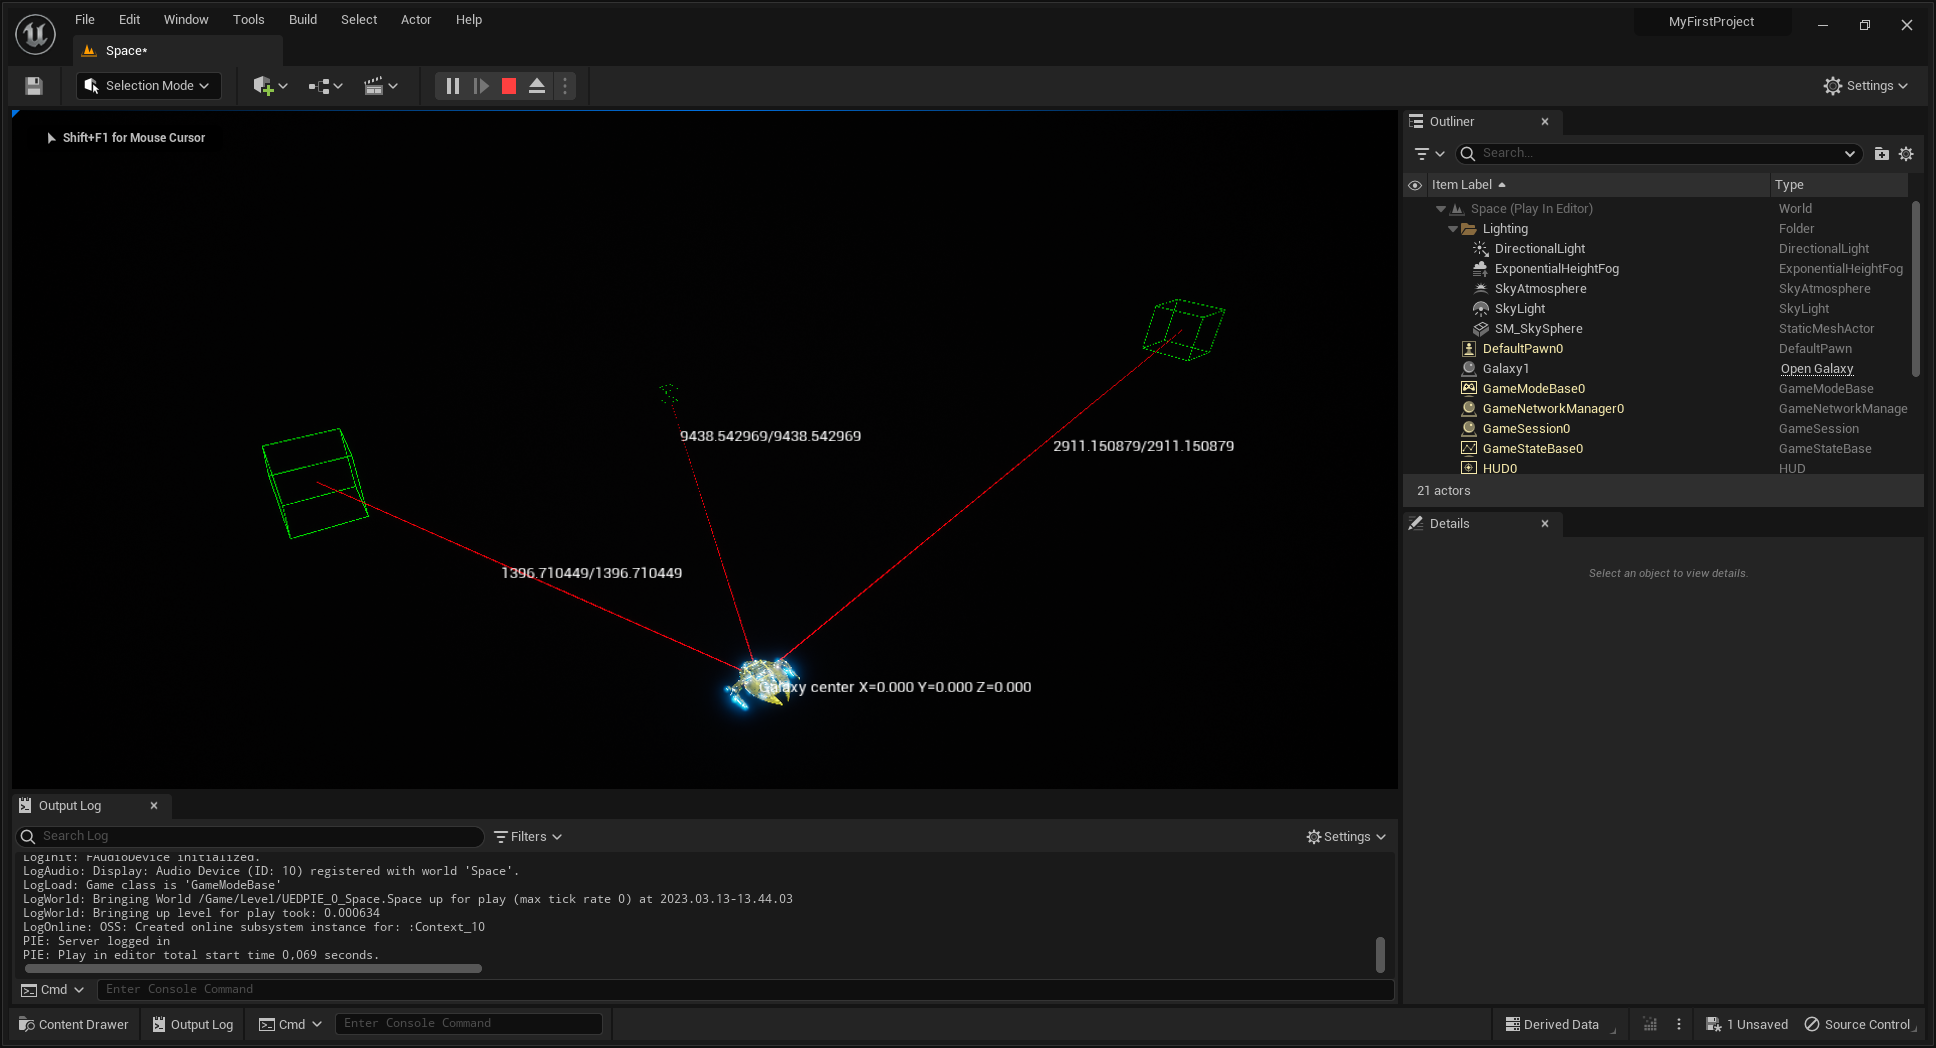 File Edit Window Tools Build Select Actor Help
MyFirstProject
Space*
Selection Mode
Settings
Shift+F1 for Mouse Cursor
9438.542969/9438.542969
2911.150879/2911.150879
1396.710449/1396.710449
Galaxy center X=0.000 Y=0.000 Z=0.000
Outliner
Search...
Item Label Type
Space (Play In Editor) World
Lighting Folder
DirectionalLight DirectionalLight
ExponentialHeightFog ExponentialHeightFog
SkyAtmosphere SkyAtmosphere
SkyLight SkyLight
SM_SkySphere StaticMeshActor
DefaultPawn0 DefaultPawn
Galaxy1 Open Galaxy
GameModeBase0 GameModeBase
GameNetworkManager0 GameNetworkManage
GameSession0 GameSession
GameStateBase0 GameStateBase
HUD0 HUD
21 actors
Details
Select an object to view details.
Output Log
Search Log
Filters
Settings
LogInit: FAudioDevice initialized.
LogAudio: Display: Audio Device (ID: 10) registered with world 'Space'.
LogLoad: Game class is 'GameModeBase'
LogWorld: Bringing World /Game/Level/UEDPIE_0_Space.Space up for play (max tick rate 0) at 2023.03.13-13.44.03
LogWorld: Bringing up level for play took: 0.000634
LogOnline: OSS: Created online subsystem instance for: :Context_10
PIE: Server logged in
PIE: Play in editor total start time 0,069 seconds.
Cmd Enter Console Command
Content Drawer Output Log Cmd Enter Console Command Derived Data 1 Unsaved Source Control